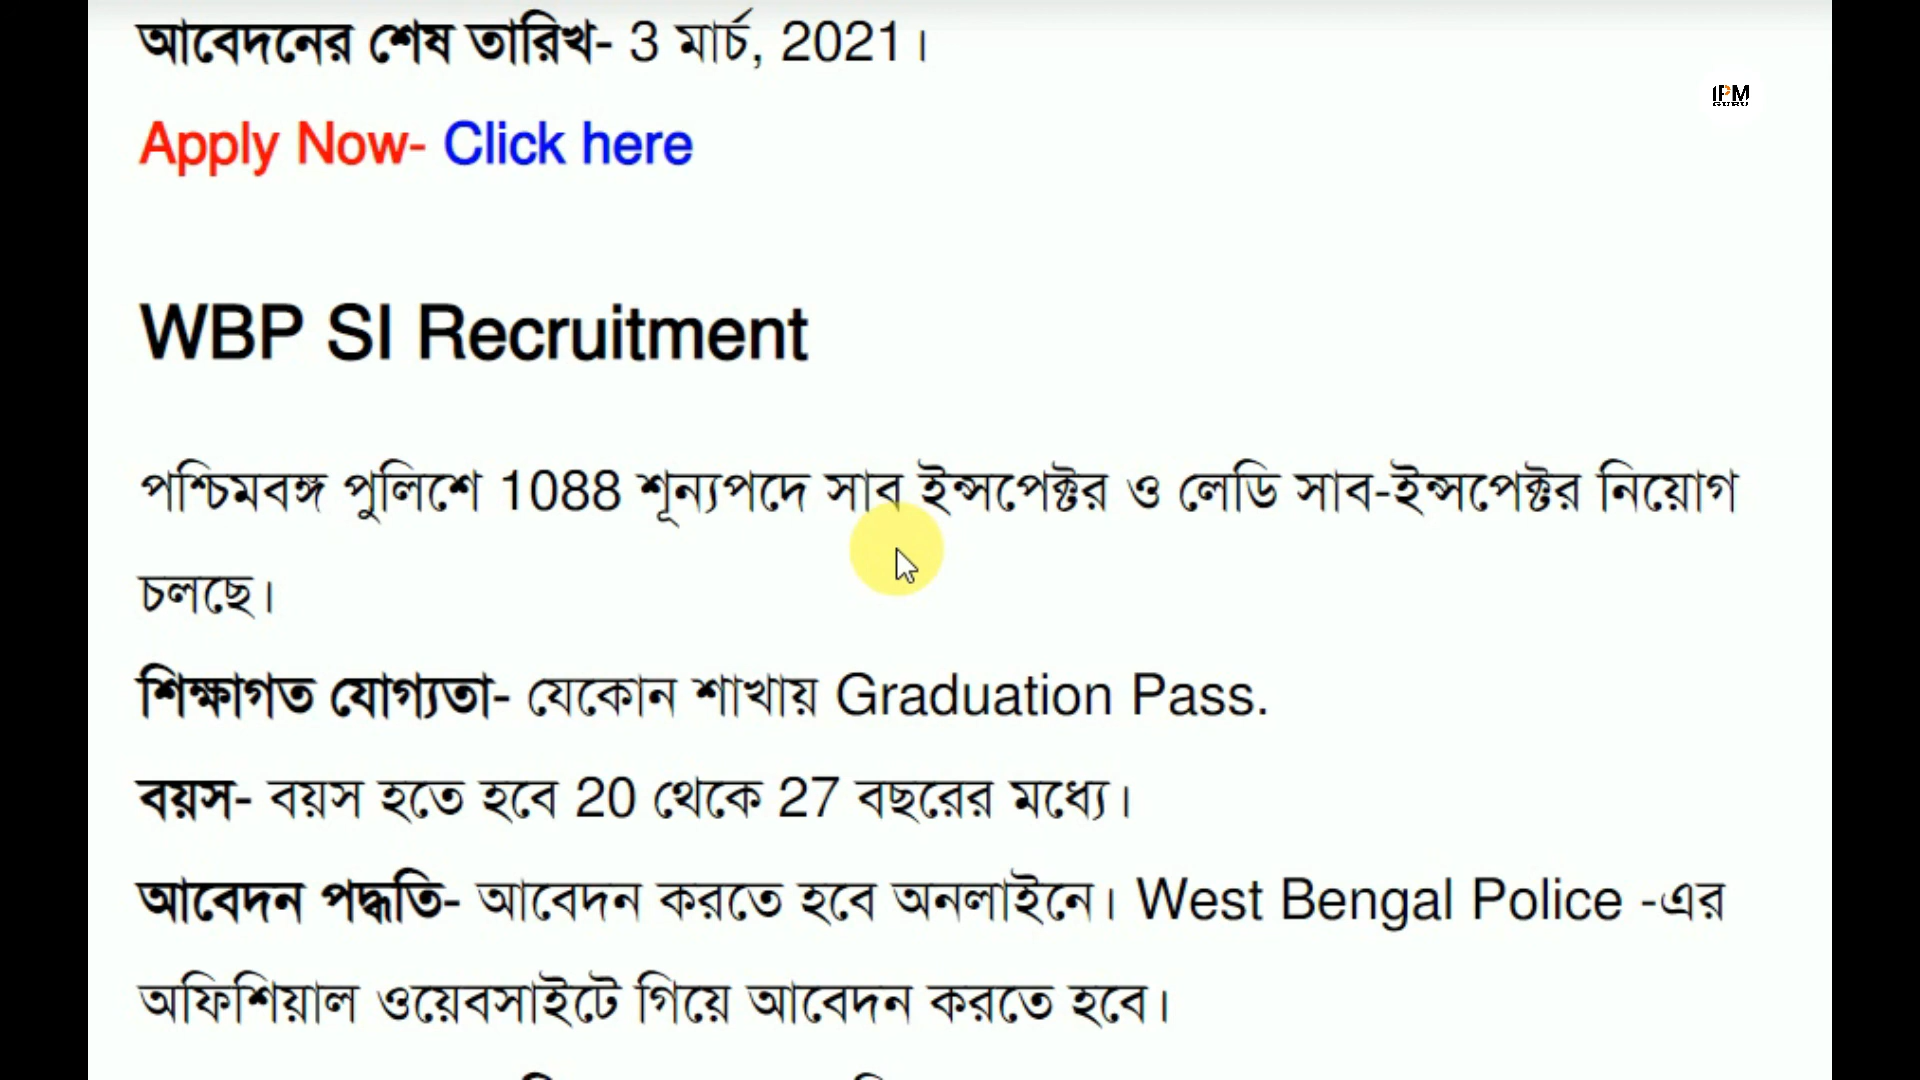 আবেদনের শেষ তারিখ- 3 মার্চ, 2021।
IPM
GURU
Apply Now- Click here
WBP SI Recruitment
পশ্চিমবঙ্গ পুলিশে 1088 শূন্যপদে সাব ইন্সপেক্টর ও লেডি সাব-ইন্সপেক্টর নিয়োগ
চলছে।
শিক্ষাগত যোগ্যতা- যেকোন শাখায় Graduation Pass.
বয়স- বয়স হতে হবে 20 থেকে 27 বছরের মধ্যে।
আবেদন পদ্ধতি- আবেদন করতে হবে অনলাইনে। West Bengal Police -এর
অফিশিয়াল ওয়েবসাইটে গিয়ে আবেদন করতে হবে।